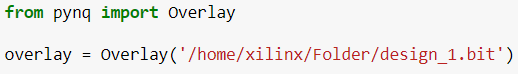 from pynq import Overlay
overlay = Overlay('/home/xilinx/Folder/design_1.bit')